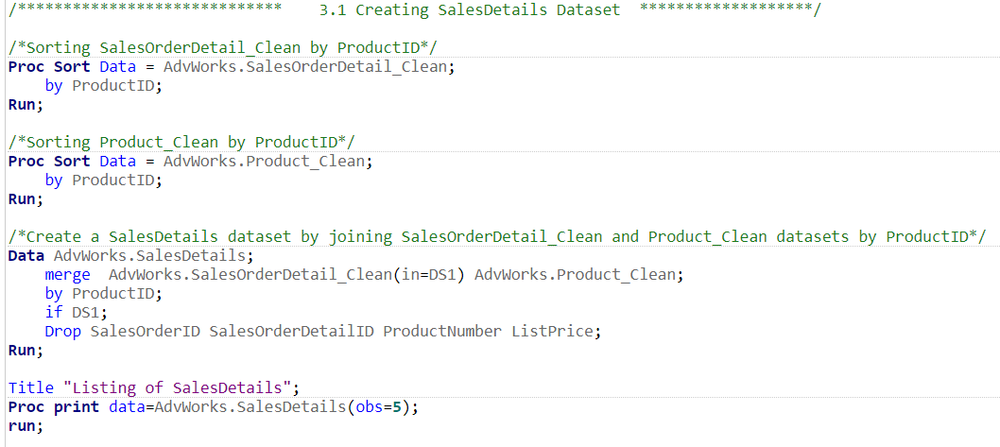 /***************************** 3.1 Creating SalesDetails Dataset *******************/
/*Sorting SalesOrderDetail_Clean by ProductID*/
Proc Sort Data = AdvWorks.SalesOrderDetail_Clean;
by ProductID;
Run;
/*Sorting Product_Clean by ProductID*/
Proc Sort Data = AdvWorks.Product_Clean;
by ProductID;
Run;
/*Create a SalesDetails dataset by joining SalesOrderDetail_Clean and Product_Clean datasets by ProductID*/
Data AdvWorks.SalesDetails;
merge  AdvWorks.SalesOrderDetail_Clean(in=DS1) AdvWorks.Product_Clean;
by ProductID;
if DS1;
Drop SalesOrderID SalesOrderDetailID ProductNumber ListPrice;
Run;
Title "Listing of SalesDetails";
Proc print data=AdvWorks.SalesDetails(obs=5);
run;